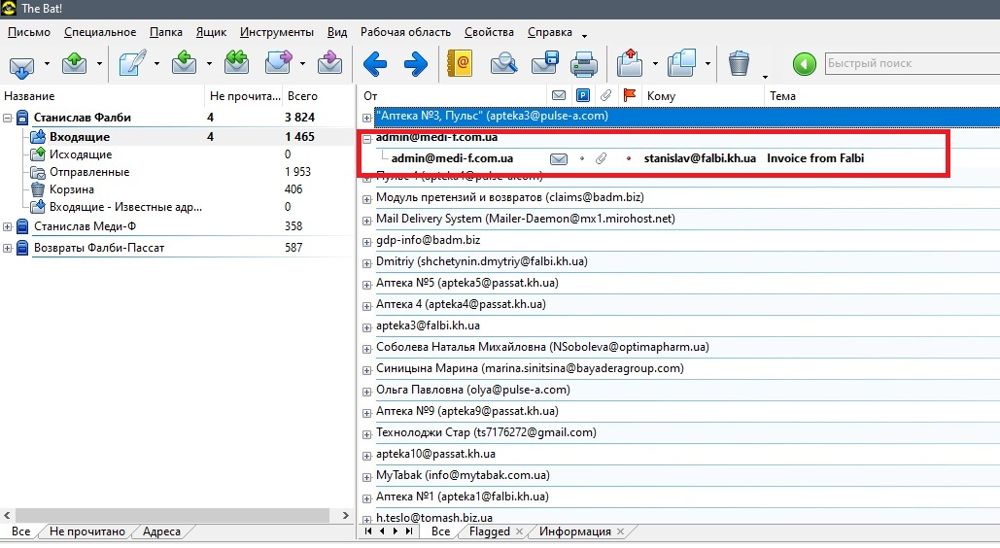 The Bat!
Письмо Специальное Папка Ящик Инструменты Вид Рабочая область Свойства Справка
Быстрый поиск
Название Не прочита... Всего
Станислав Фалби 4 3 824
Входящие 4 1 465
Исходящие 0
Отправленные 1 953
Корзина 406
Входящие - Известные адр... 0
Станислав Меди-Ф 358
Возвраты Фалби-Пассат 587
Все Не прочитано Адреса
От Кому Тема
"Аптека №3, Пульс" (apteka3@pulse-a.com)
admin@medi-f.com.ua
admin@medi-f.com.ua stanislav@falbi.kh.ua Invoice from Falbi
Пульс 4 (apteka4@pulse-a.com)
Модуль претензий и возвратов (claims@badm.biz)
Mail Delivery System (Mailer-Daemon@mx1.mirohost.net)
gdp-info@badm.biz
Dmitriy (shchetynin.dmytriy@falbi.kh.ua)
Аптека №5 (apteka5@passat.kh.ua)
Аптека 4 (apteka4@passat.kh.ua)
apteka3@falbi.kh.ua
Соболева Наталья Михайловна (NSoboleva@optimapharm.ua)
Синицына Марина (marina.sinitsina@bayaderagroup.com)
Ольга Павловна (olya@pulse-a.com)
Аптека №9 (apteka9@passat.kh.ua)
Технолоджи Стар (ts7176272@gmail.com)
apteka10@passat.kh.ua
MyTabak (info@mytabak.com.ua)
Аптека №1 (apteka1@falbi.kh.ua)
h.teslo@tomash.biz.ua
Все Flagged Информация